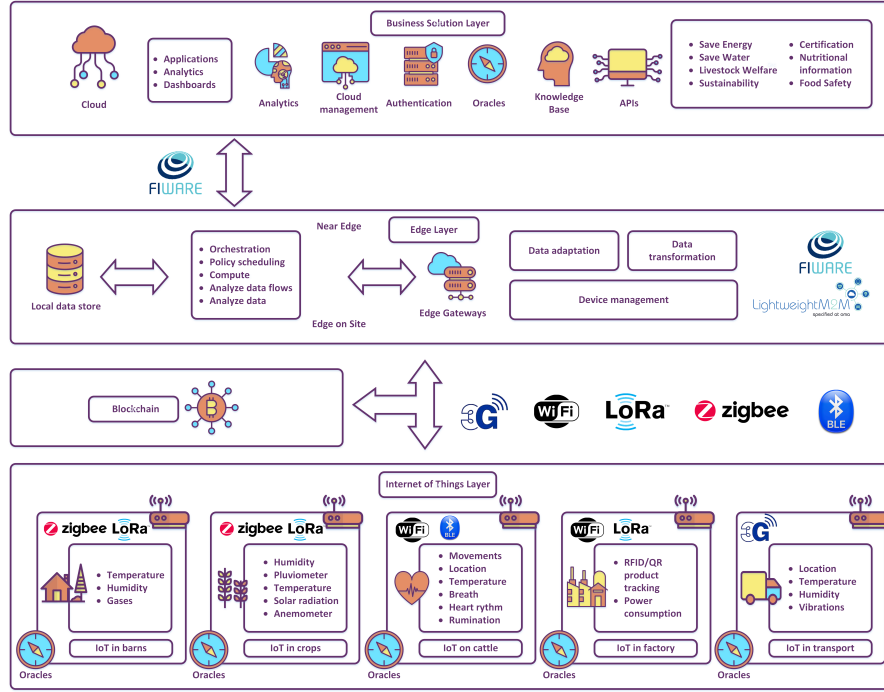 Business Solution Layer
Cloud
• Applications
• Analytics
• Dashboards
Analytics
Cloud
management
Authentication
Oracles
Knowledge
Base
APIs
• Save Energy
• Save Water
• Livestock Welfare
• Sustainability
• Certification
• Nutritional
information
• Food Safety
FIWARE
Near Edge
Edge Layer
Local data store
• Orchestration
• Policy scheduling
• Compute
• Analyze data flows
• Analyze data
Edge Gateways
Edge on Site
Data adaptation
Data
transformation
Device management
FIWARE
LightweightM2M
specified at oma
Blockchain
B
3G
WiFi
LoRa
zigbee
BLE
Internet of Things Layer
zigbee LoRa
• Temperature
• Humidity
• Gases
IoT in barns
Oracles
zigbee LoRa
• Humidity
• Pluviometer
• Temperature
• Solar radiation
• Anemometer
IoT in crops
Oracles
WiFi
BLE
• Movements
• Location
• Temperature
• Breath
• Heart rythm
• Rumination
IoT on cattle
Oracles
WiFi LoRa
• RFID/QR
product
tracking
• Power
consumption
IoT in factory
Oracles
3G
• Location
• Temperature
• Humidity
• Vibrations
IoT in transport
Oracles